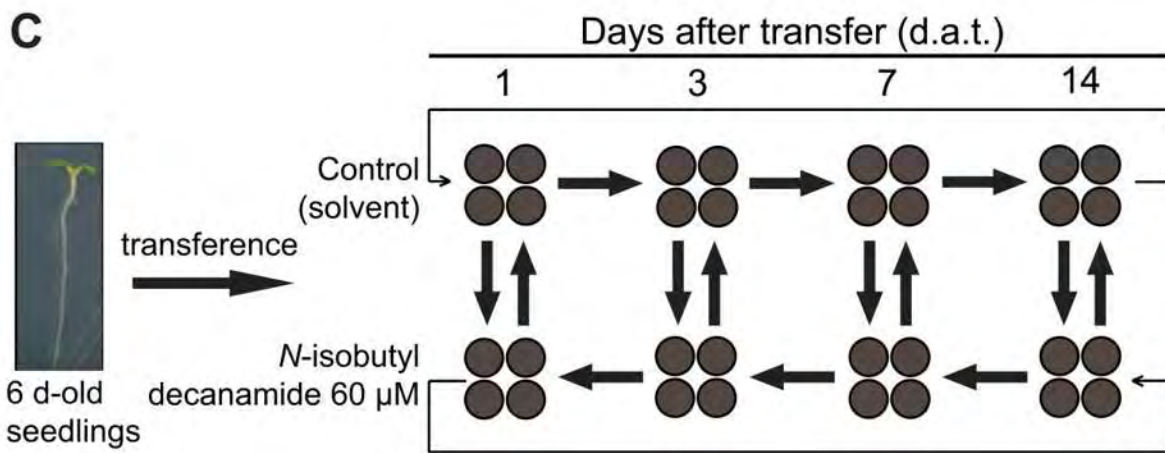 C
Days after transfer (d.a.t.)
1 3 7 14
Control
(solvent)
transference
N-isobutyl
decanamide 60 µM
6 d-old
seedlings